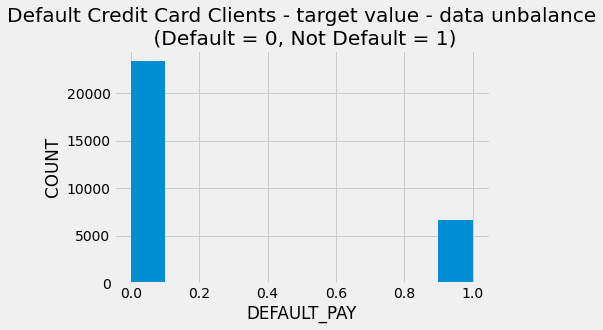 Default Credit Card Clients - target value - data unbalance
(Default = 0, Not Default = 1)
20000
15000
10000
5000
0
COUNT
0.0 0.2 0.4 0.6 0.8 1.0
DEFAULT_PAY